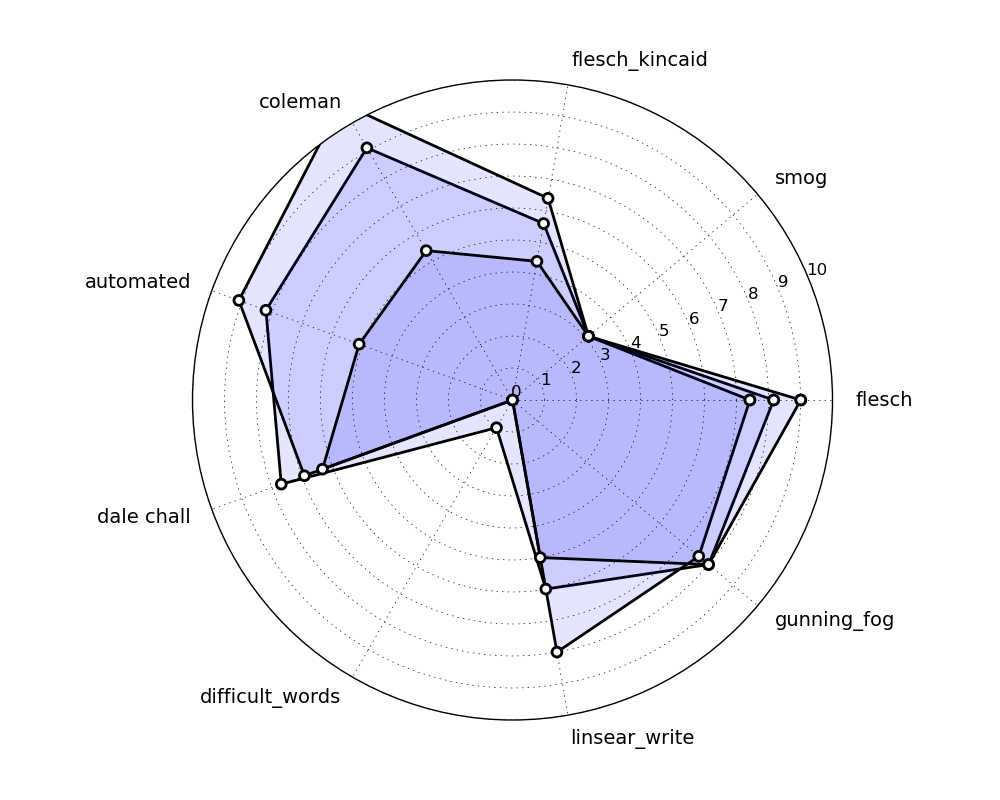 flesch_kincaid
coleman
smog
10
9
automated
8
7
6
5
4
3
2
1
0
flesch
dale chall
gunning_fog
difficult_words
linsear_write